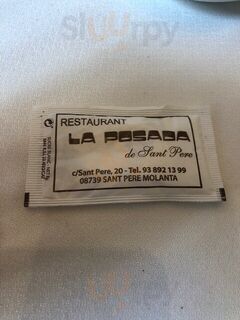 RESTAURANT
LA POSADA
de Sant Pere
c/Sant Pere, 20 - Tel. 93 892 13 99
08739 SANT PERE MOLANTA